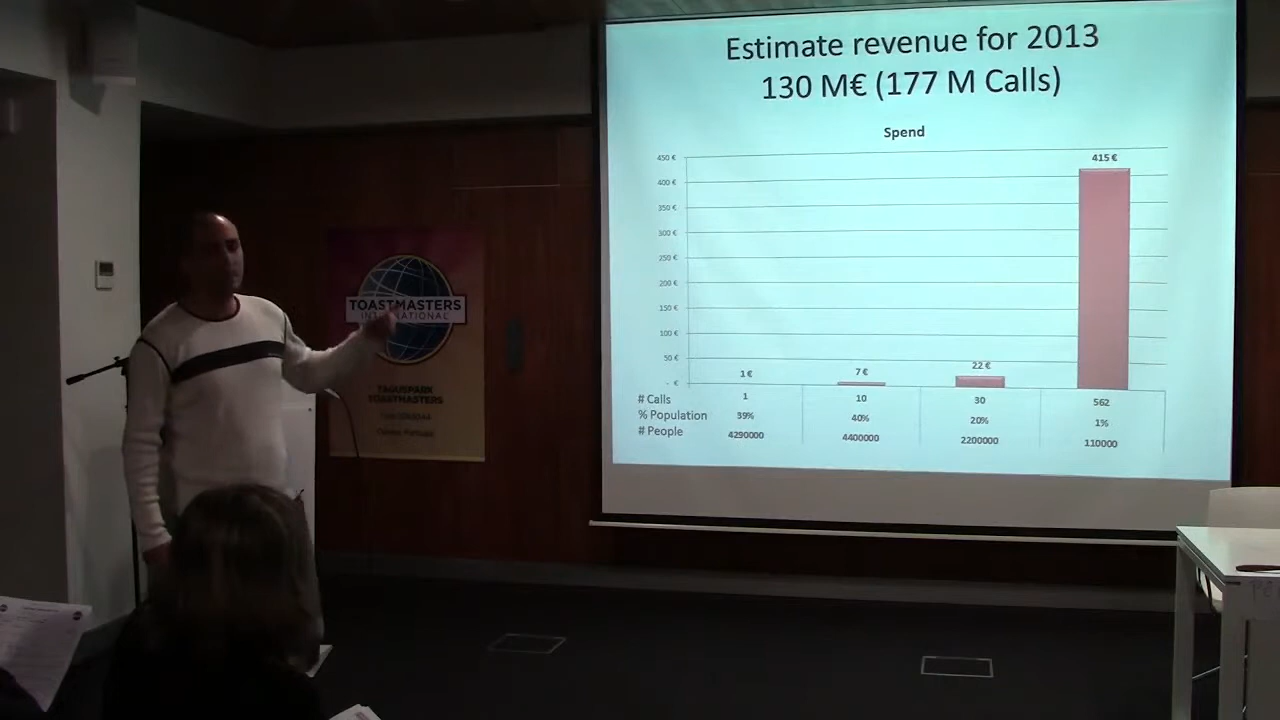 Estimate revenue for 2013
130 M€ (177 M Calls)
Spend
450 €
400 €
350 €
300 €
250 €
200 €
150 €
100 €
50 €
- €
1 €
7 €
22 €
415 €
# Calls 1 10 30 562
% Population 39% 40% 20% 1%
# People 4290000 4400000 2200000 110000
TOASTMASTERS
INTERNATIONAL
TAGUSPARK
TOASTMASTERS